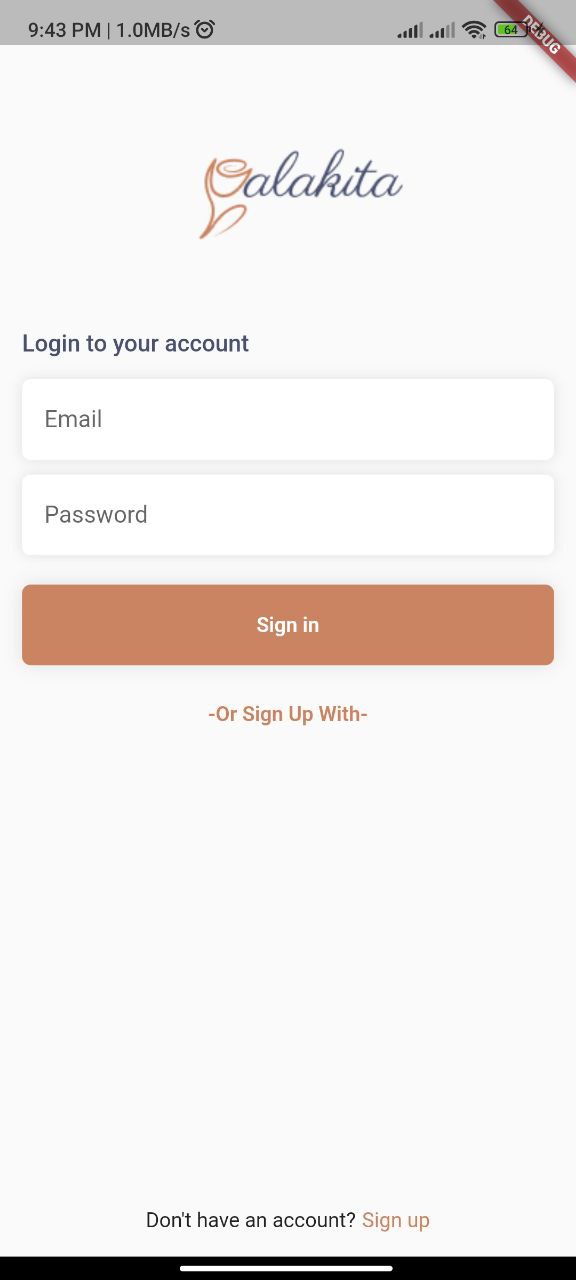 9:43 PM | 1.0MB/s
64
DEBUG
Galakita
Login to your account
Email
Password
Sign in
-Or Sign Up With-
Don't have an account? Sign up